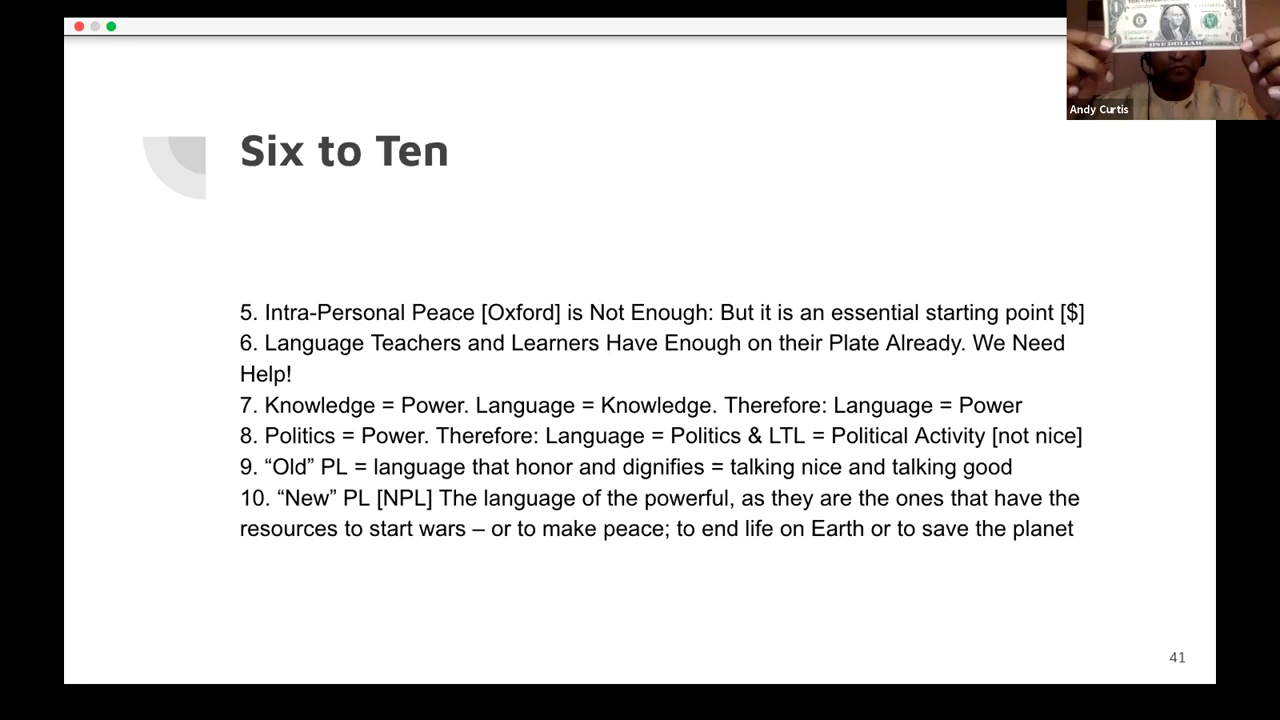 ONE DOLLAR
Andy Curtis
Six to Ten
5. Intra-Personal Peace [Oxford] is Not Enough: But it is an essential starting point [$]
6. Language Teachers and Learners Have Enough on their Plate Already. We Need
Help!
7. Knowledge = Power. Language = Knowledge. Therefore: Language = Power
8. Politics = Power. Therefore: Language = Politics & LTL = Political Activity [not nice]
9. “Old” PL = language that honor and dignifies = talking nice and talking good
10. “New” PL [NPL] The language of the powerful, as they are the ones that have the
resources to start wars – or to make peace; to end life on Earth or to save the planet
41